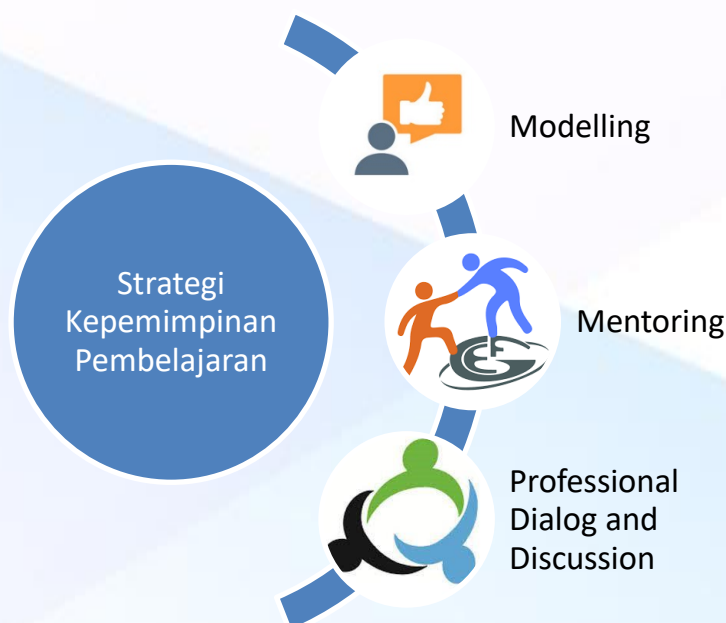 Modelling
Strategi
Kepemimpinan
Pembelajaran
Mentoring
Professional
Dialog and
Discussion